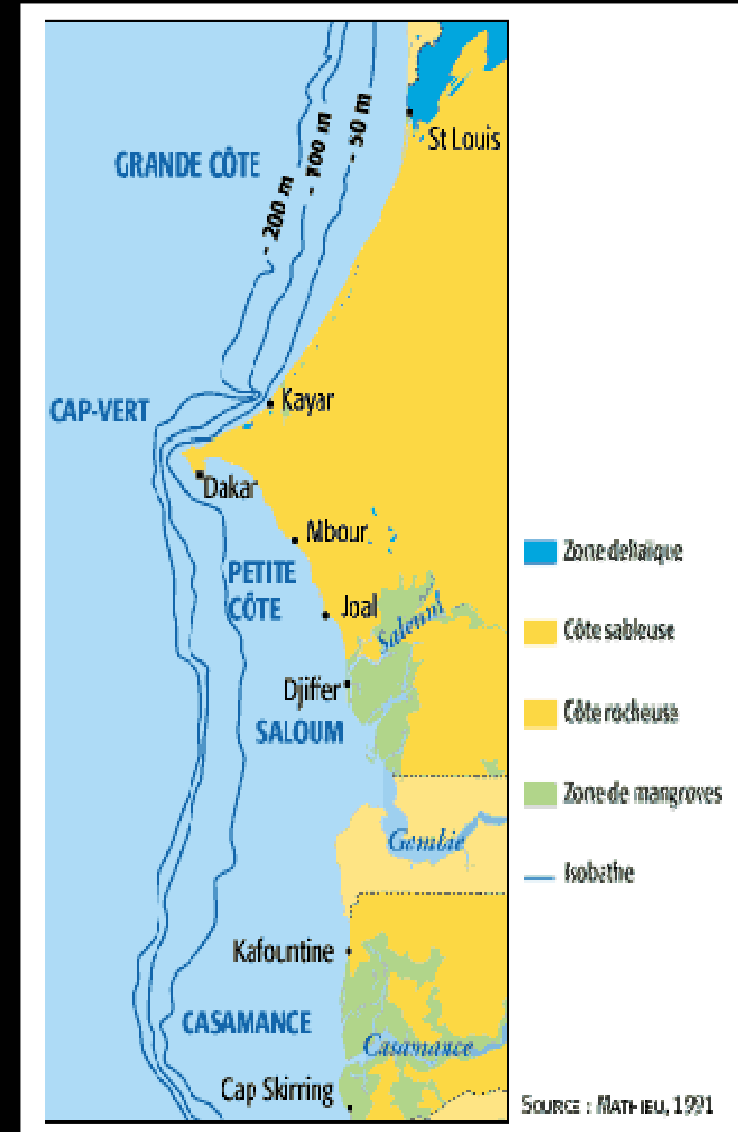 GRANDE CÔTE
- 200 m
- 100 m
- 50 m
St Louis
CAP-VERT
Kayar
Dakar
Mbour
PETITE
CÔTE
Joal
Saloum
Djiffer
SALOUM
Gambie
Kafountine
CASAMANCE
Casamance
Cap Skirring
Zone deltaïque
Côte sableuse
Côte rocheuse
Zone de mangroves
Isobathe
SOURCE : MATHIEU, 1991